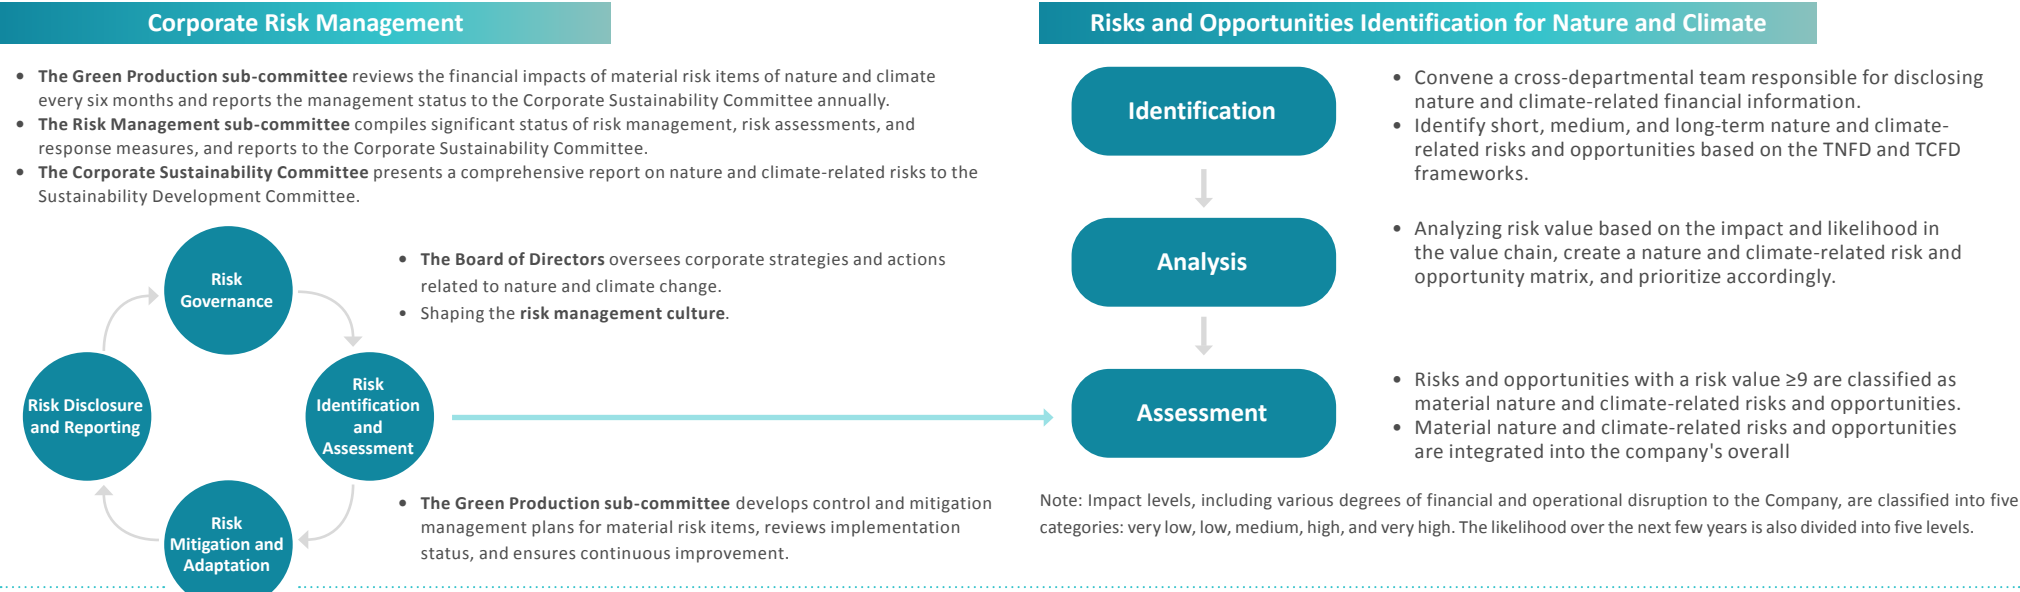 Corporate Risk Management
• The Green Production sub-committee reviews the financial impacts of material risk items of nature and climate
every six months and reports the management status to the Corporate Sustainability Committee annually.
• The Risk Management sub-committee compiles significant status of risk management, risk assessments, and
response measures, and reports to the Corporate Sustainability Committee.
• The Corporate Sustainability Committee presents a comprehensive report on nature and climate-related risks to the
Sustainability Development Committee.
Risk
Governance
• The Board of Directors oversees corporate strategies and actions
related to nature and climate change.
• Shaping the risk management culture.
Risk
Identification
and
Assessment
Risk Disclosure
and Reporting
Risk
Mitigation and
Adaptation
• The Green Production sub-committee develops control and mitigation
management plans for material risk items, reviews implementation
status, and ensures continuous improvement.
Risks and Opportunities Identification for Nature and Climate
Identification
• Convene a cross-departmental team responsible for disclosing
nature and climate-related financial information.
• Identify short, medium, and long-term nature and climate-
related risks and opportunities based on the TNFD and TCFD
frameworks.
Analysis
• Analyzing risk value based on the impact and likelihood in
the value chain, create a nature and climate-related risk and
opportunity matrix, and prioritize accordingly.
Assessment
• Risks and opportunities with a risk value ≥9 are classified as
material nature and climate-related risks and opportunities.
• Material nature and climate-related risks and opportunities
are integrated into the company's overall
Note: Impact levels, including various degrees of financial and operational disruption to the Company, are classified into five
categories: very low, low, medium, high, and very high. The likelihood over the next few years is also divided into five levels.